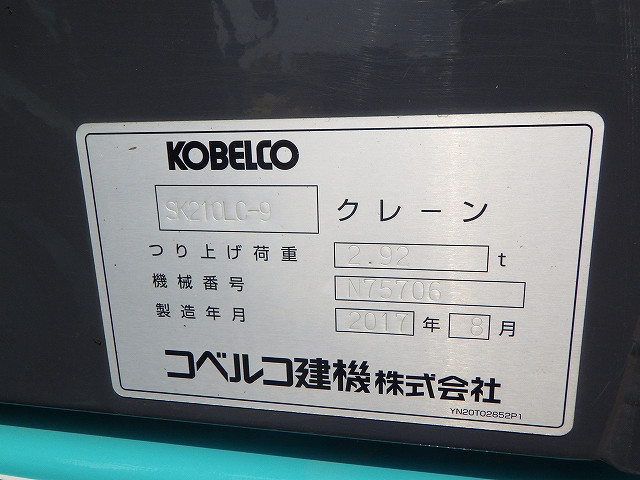 KOBELCO
SK210LC-9 クレーン
つり上げ荷重 2.92 t
機械番号 N75706
製造年月 2017 年 8 月
コベルコ建機株式会社
YN20T02852P1